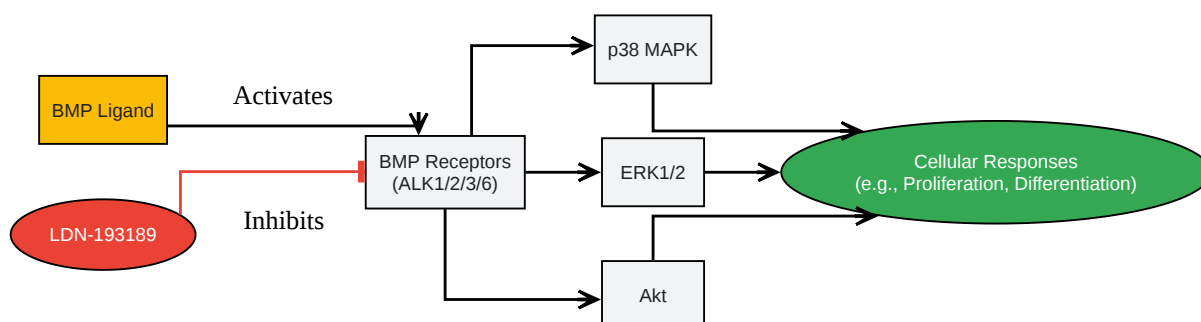 p38 MAPK
BMP Ligand
Activates
BMP Receptors
(ALK1/2/3/6)
ERK1/2
Cellular Responses
(e.g., Proliferation, Differentiation)
LDN-193189
Inhibits
Akt